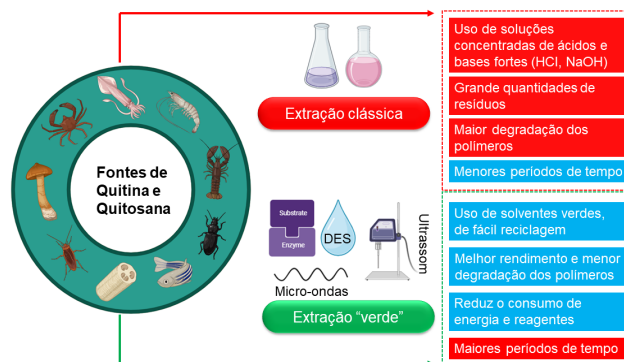 Fontes de
Quitina e
Quitosana
Extração clássica
Uso de soluções
concentradas de ácidos e
bases fortes (HCl, NaOH)
Grande quantidades de
resíduos
Maior degradação dos
polímeros
Menores períodos de tempo
Substrate
Enzyme
DES
Ultrassom
Micro-ondas
Extração “verde”
Uso de solventes verdes,
de fácil reciclagem
Melhor rendimento e menor
degradação dos polímeros
Reduz o consumo de
energia e reagentes
Maiores períodos de tempo